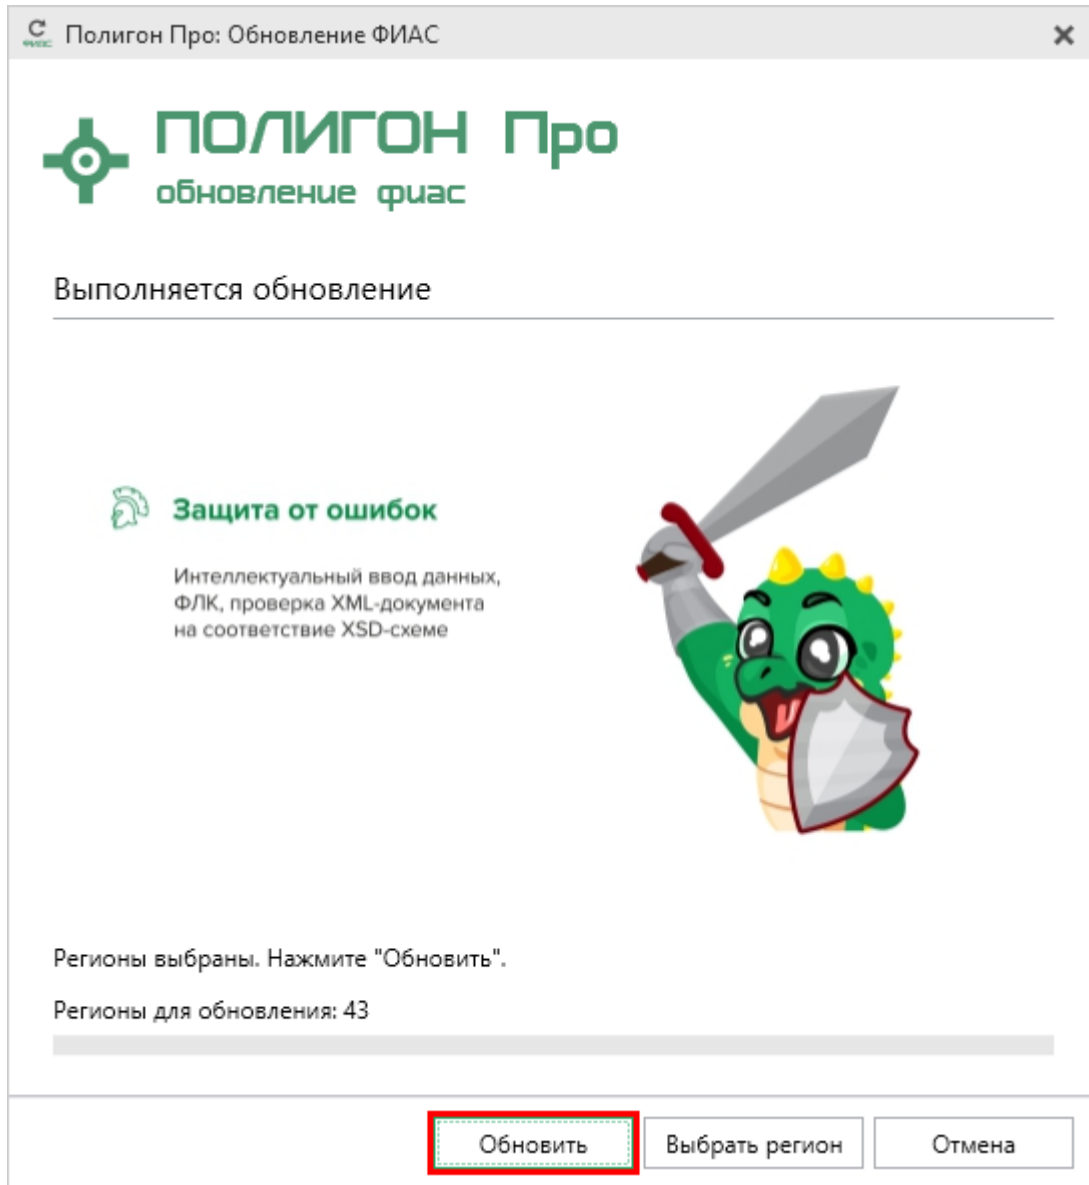 ФИАС
Полигон Про: Обновление ФИАС
ПОЛИГОН Про
обновление фиас
Выполняется обновление
Защита от ошибок
Интеллектуальный ввод данных,
ФЛК, проверка XML-документа
на соответствие XSD-схеме
Регионы выбраны. Нажмите "Обновить".
Регионы для обновления: 43
Обновить
Выбрать регион
Отмена